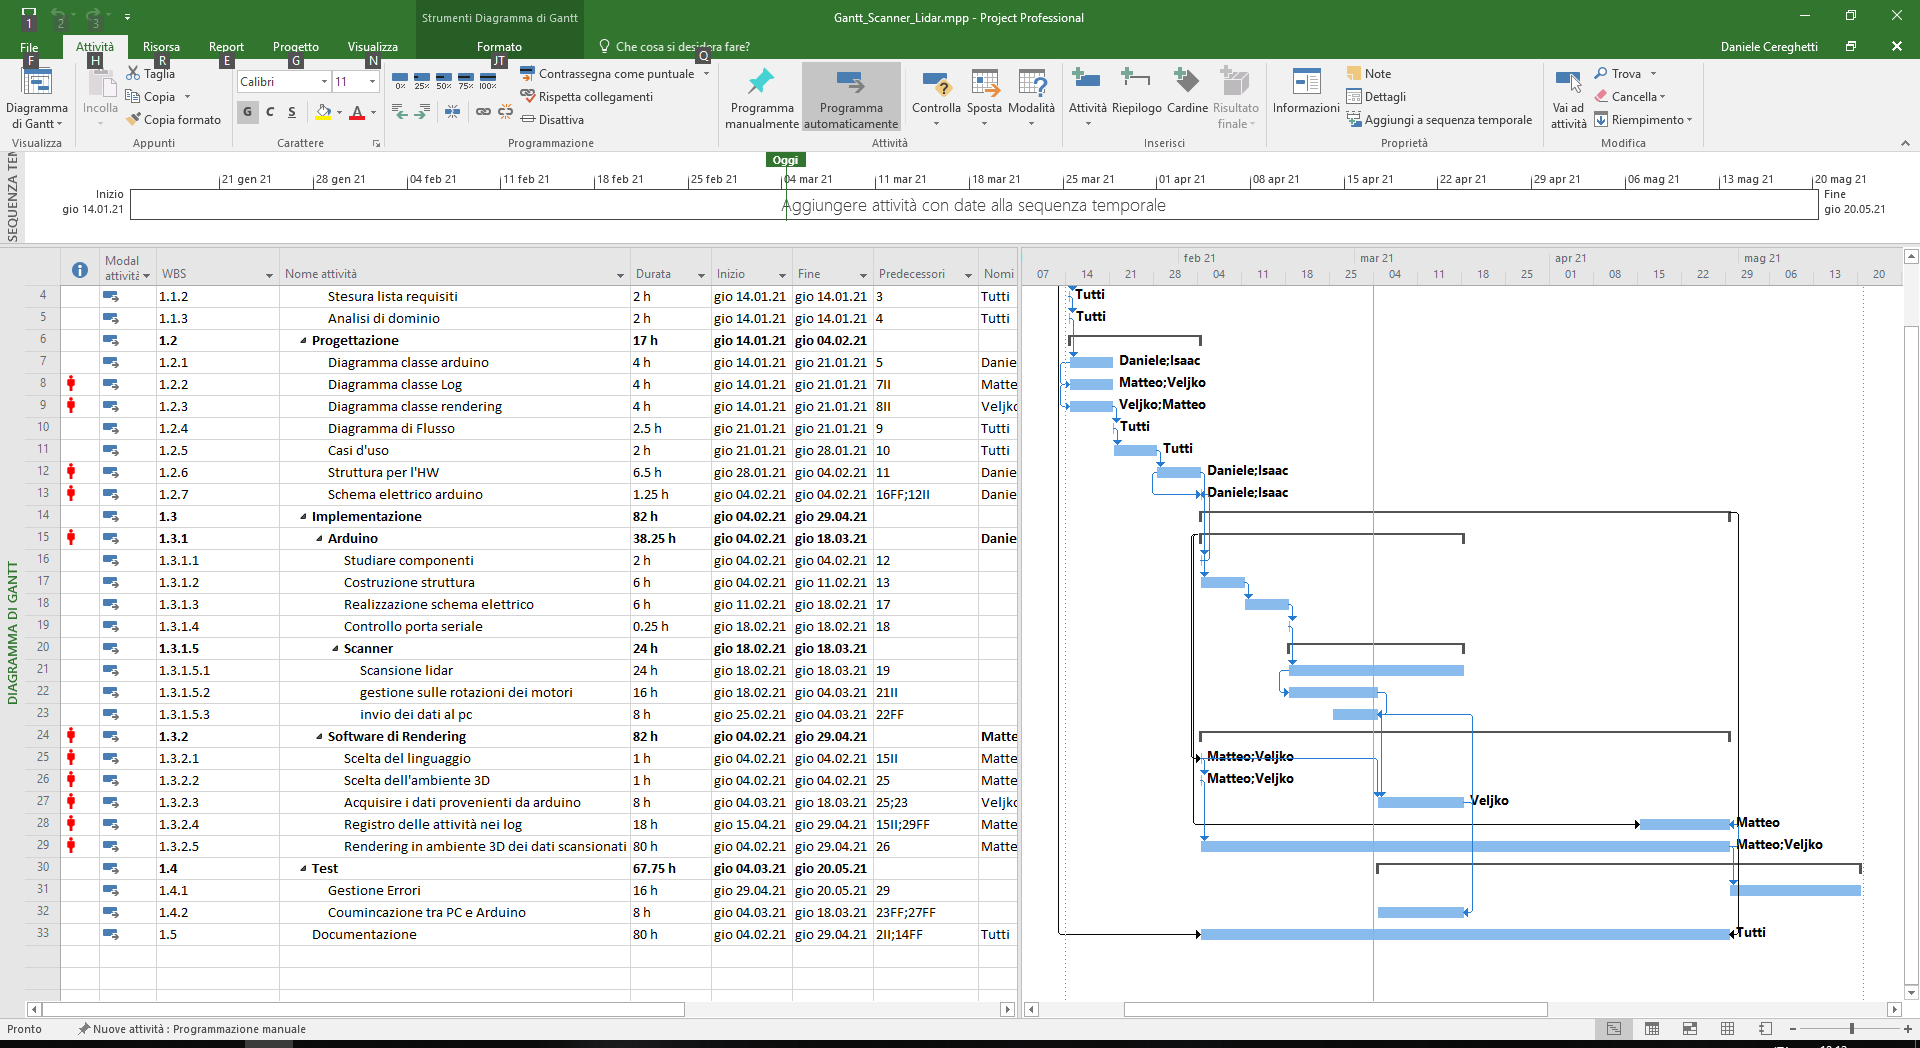 1 2 3
Strumenti Diagramma di Gantt
Gantt_Scanner_Lidar.mpp - Project Professional
File Attività Risorsa Report Progetto Visualizza Formato Che cosa si desidera fare? Daniele Cereghetti
F H R E G N JT Q
Diagramma di Gantt
Visualizza
Incolla
Taglia
Copia
Copia formato
Appunti
Calibri 11
G C S
Carattere
0% 25% 50% 75% 100%
Contrassegna come puntuale
Rispetta collegamenti
Disattiva
Programmazione
Programma manualmente
Programma automaticamente
Controlla Sposta Modalità
Attività
Attività Riepilogo Cardine Risultato finale
Inserisci
Informazioni
Note
Dettagli
Aggiungi a sequenza temporale
Proprietà
Vai ad attività
Trova
Cancella
Riempimento
Modifica
SEQUENZA TEM
Oggi
21 gen 21 28 gen 21 04 feb 21 11 feb 21 18 feb 21 25 feb 21 04 mar 21 11 mar 21 18 mar 21 25 mar 21 01 apr 21 08 apr 21 15 apr 21 22 apr 21 29 apr 21 06 mag 21 13 mag 21 20 mag 21
Inizio
gio 14.01.21
Aggiungere attività con date alla sequenza temporale
Fine
gio 20.05.21
DIAGRAMMA DI GANTT
Modal attività WBS Nome attività Durata Inizio Fine Predecessori Nomi
feb 21 mar 21 apr 21 mag 21
07 14 21 28 04 11 18 25 04 11 18 25 01 08 15 22 29 06 13 20
4 1.1.2 Stesura lista requisiti 2 h gio 14.01.21 gio 14.01.21 3 Tutti Tutti
5 1.1.3 Analisi di dominio 2 h gio 14.01.21 gio 14.01.21 4 Tutti Tutti
6 1.2 Progettazione 17 h gio 14.01.21 gio 04.02.21
7 1.2.1 Diagramma classe arduino 4 h gio 14.01.21 gio 21.01.21 5 Danie Daniele;Isaac
8 1.2.2 Diagramma classe Log 4 h gio 14.01.21 gio 21.01.21 7II Matte Matteo;Veljko
9 1.2.3 Diagramma classe rendering 4 h gio 14.01.21 gio 21.01.21 8II Veljko Veljko;Matteo
10 1.2.4 Diagramma di Flusso 2.5 h gio 21.01.21 gio 21.01.21 9 Tutti Tutti
11 1.2.5 Casi d'uso 2 h gio 21.01.21 gio 28.01.21 10 Tutti Tutti
12 1.2.6 Struttura per l'HW 6.5 h gio 28.01.21 gio 04.02.21 11 Danie Daniele;Isaac
13 1.2.7 Schema elettrico arduino 1.25 h gio 04.02.21 gio 04.02.21 16FF;12II Danie Daniele;Isaac
14 1.3 Implementazione 82 h gio 04.02.21 gio 29.04.21
15 1.3.1 Arduino 38.25 h gio 04.02.21 gio 18.03.21 Danie
16 1.3.1.1 Studiare componenti 2 h gio 04.02.21 gio 04.02.21 12
17 1.3.1.2 Costruzione struttura 6 h gio 04.02.21 gio 11.02.21 13
18 1.3.1.3 Realizzazione schema elettrico 6 h gio 11.02.21 gio 18.02.21 17
19 1.3.1.4 Controllo porta seriale 0.25 h gio 18.02.21 gio 18.02.21 18
20 1.3.1.5 Scanner 24 h gio 18.02.21 gio 18.03.21
21 1.3.1.5.1 Scansione lidar 24 h gio 18.02.21 gio 18.03.21 19
22 1.3.1.5.2 gestione sulle rotazioni dei motori 16 h gio 18.02.21 gio 04.03.21 21II
23 1.3.1.5.3 invio dei dati al pc 8 h gio 25.02.21 gio 04.03.21 22FF
24 1.3.2 Software di Rendering 82 h gio 04.02.21 gio 29.04.21 Matte
25 1.3.2.1 Scelta del linguaggio 1 h gio 04.02.21 gio 04.02.21 15II Matte Matteo;Veljko
26 1.3.2.2 Scelta dell'ambiente 3D 1 h gio 04.02.21 gio 04.02.21 25 Matte Matteo;Veljko
27 1.3.2.3 Acquisire i dati provenienti da arduino 8 h gio 04.03.21 gio 18.03.21 25;23 Veljko Veljko
28 1.3.2.4 Registro delle attività nei log 18 h gio 15.04.21 gio 29.04.21 15II;29FF Matte Matteo
29 1.3.2.5 Rendering in ambiente 3D dei dati scansionati 80 h gio 04.02.21 gio 29.04.21 26 Matte Matteo;Veljko
30 1.4 Test 67.75 h gio 04.03.21 gio 20.05.21
31 1.4.1 Gestione Errori 16 h gio 29.04.21 gio 20.05.21 29
32 1.4.2 Coumincazione tra PC e Arduino 8 h gio 04.03.21 gio 18.03.21 23FF;27FF
33 1.5 Documentazione 80 h gio 04.02.21 gio 29.04.21 2II;14FF Tutti Tutti
Pronto Nuove attività : Programmazione manuale